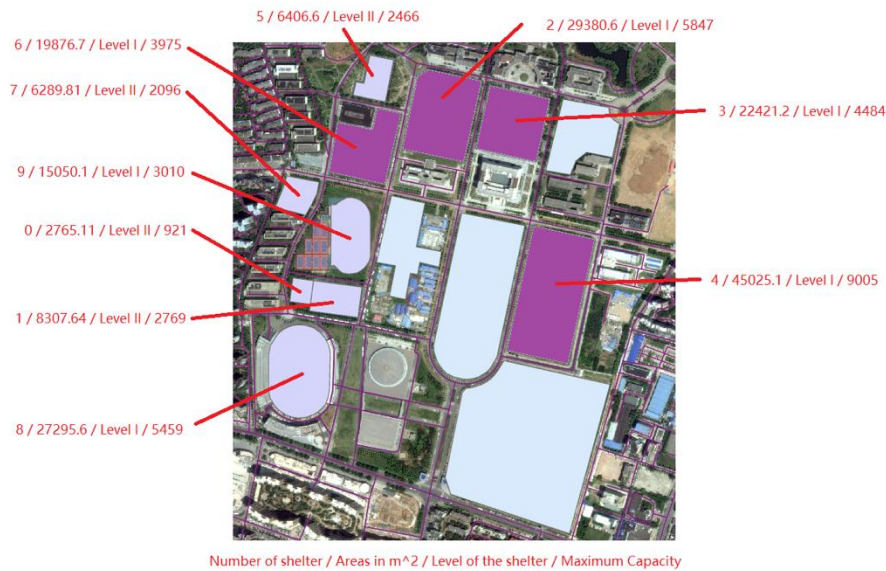 5 / 6406.6 / Level II / 2466
2 / 29380.6 / Level I / 5847
6 / 19876.7 / Level I / 3975
7 / 6289.81 / Level II / 2096
3 / 22421.2 / Level I / 4484
9 / 15050.1 / Level I / 3010
0 / 2765.11 / Level II / 921
4 / 45025.1 / Level I / 9005
1 / 8307.64 / Level II / 2769
8 / 27295.6 / Level I / 5459
Number of shelter / Areas in m^2 / Level of the shelter / Maximum Capacity